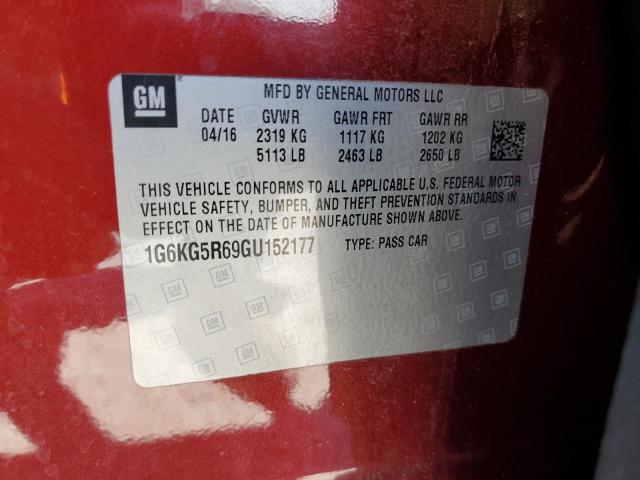 GM MFD BY GENERAL MOTORS LLC
DATE GVWR GAWR FRT GAWR RR
04/16 2319 KG 1117 KG 1202 KG
5113 LB 2463 LB 2650 LB
THIS VEHICLE CONFORMS TO ALL APPLICABLE U.S. FEDERAL MOTOR
VEHICLE SAFETY, BUMPER, AND THEFT PREVENTION STANDARDS IN
EFFECT ON THE DATE OF MANUFACTURE SHOWN ABOVE.
1G6KG5R69GU152177 TYPE: PASS CAR